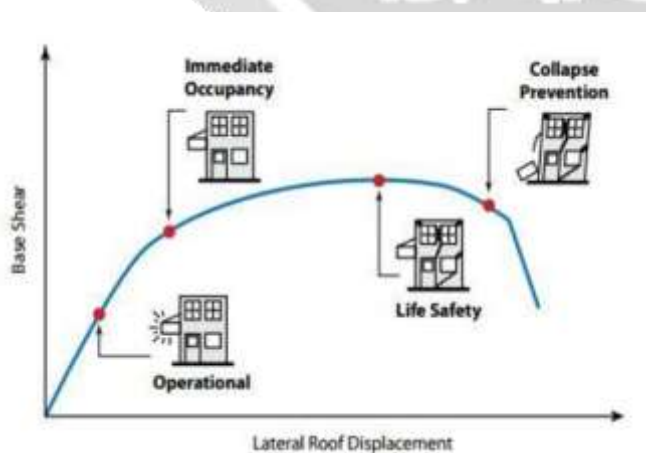 Immediate
Occupancy
Collapse
Prevention
Base Shear
Life Safety
Operational
Lateral Roof Displacement